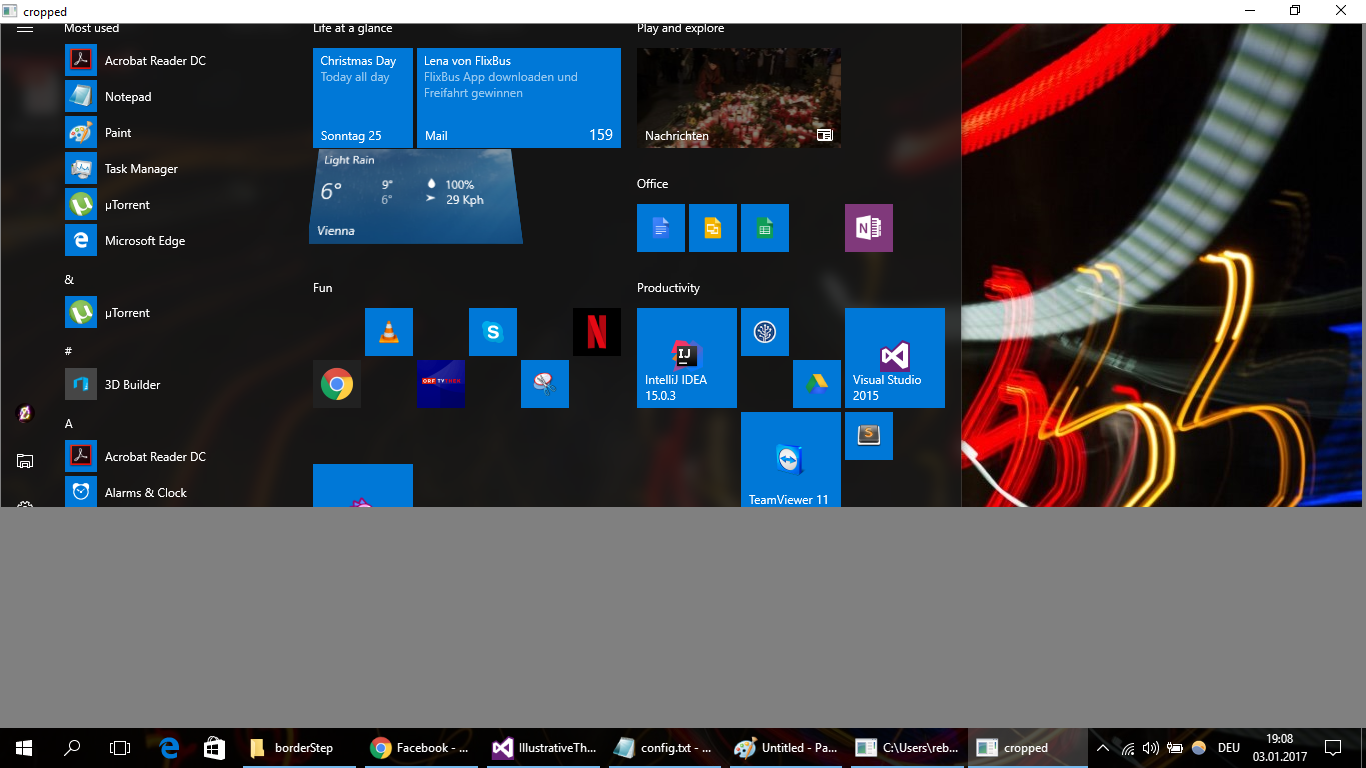 cropped
Most used
Acrobat Reader DC
Notepad
Paint
Task Manager
µTorrent
Microsoft Edge
&
µTorrent
#
3D Builder
A
Acrobat Reader DC
Alarms & Clock
Life at a glance
Christmas Day
Today all day
Sonntag 25
Lena von FlixBus
FlixBus App downloaden und
Freifahrt gewinnen
Mail 159
Light Rain
6° 9° 100%
6° 29 Kph
Vienna
Fun
S
ORF TVTHEK
Play and explore
Nachrichten
Office
N
Productivity
IJ
IntelliJ IDEA
15.0.3
Visual Studio
2015
S
TeamViewer 11
borderStep
Facebook - ...
IllustrativeTh...
config.txt - ...
Untitled - Pa...
C:\Users\reb...
cropped
DEU
19:08
03.01.2017